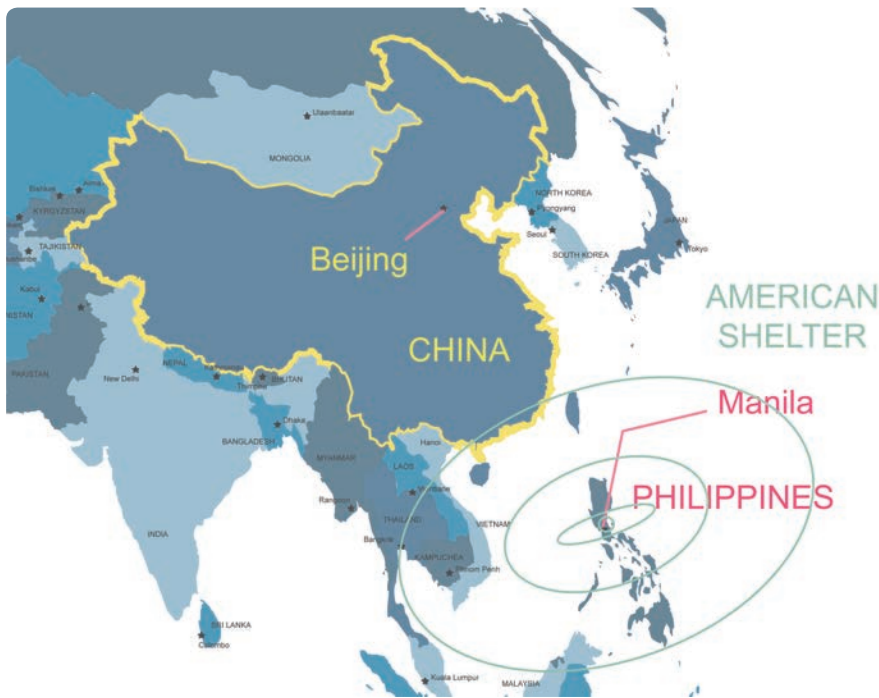 Ulaanbaatar
MONGOLIA
Bishkek
KYRGYZSTAN
TAJIKISTAN
Kabul
NORTH KOREA
Pyongyang
Seoul
SOUTH KOREA
JAPAN
Tokyo
Beijing
AMERICAN
SHELTER
CHINA
PAKISTAN
New Delhi
NEPAL
Thimphu
BHUTAN
Manila
BANGLADESH
Dhaka
Hanoi
MYANMAR
LAOS
Vientiane
PHILIPPINES
Rangoon
THAILAND
VIETNAM
INDIA
Bangkok
KAMPUCHEA
Phnom Penh
SRI LANKA
Colombo
Kuala Lumpur
MALAYSIA